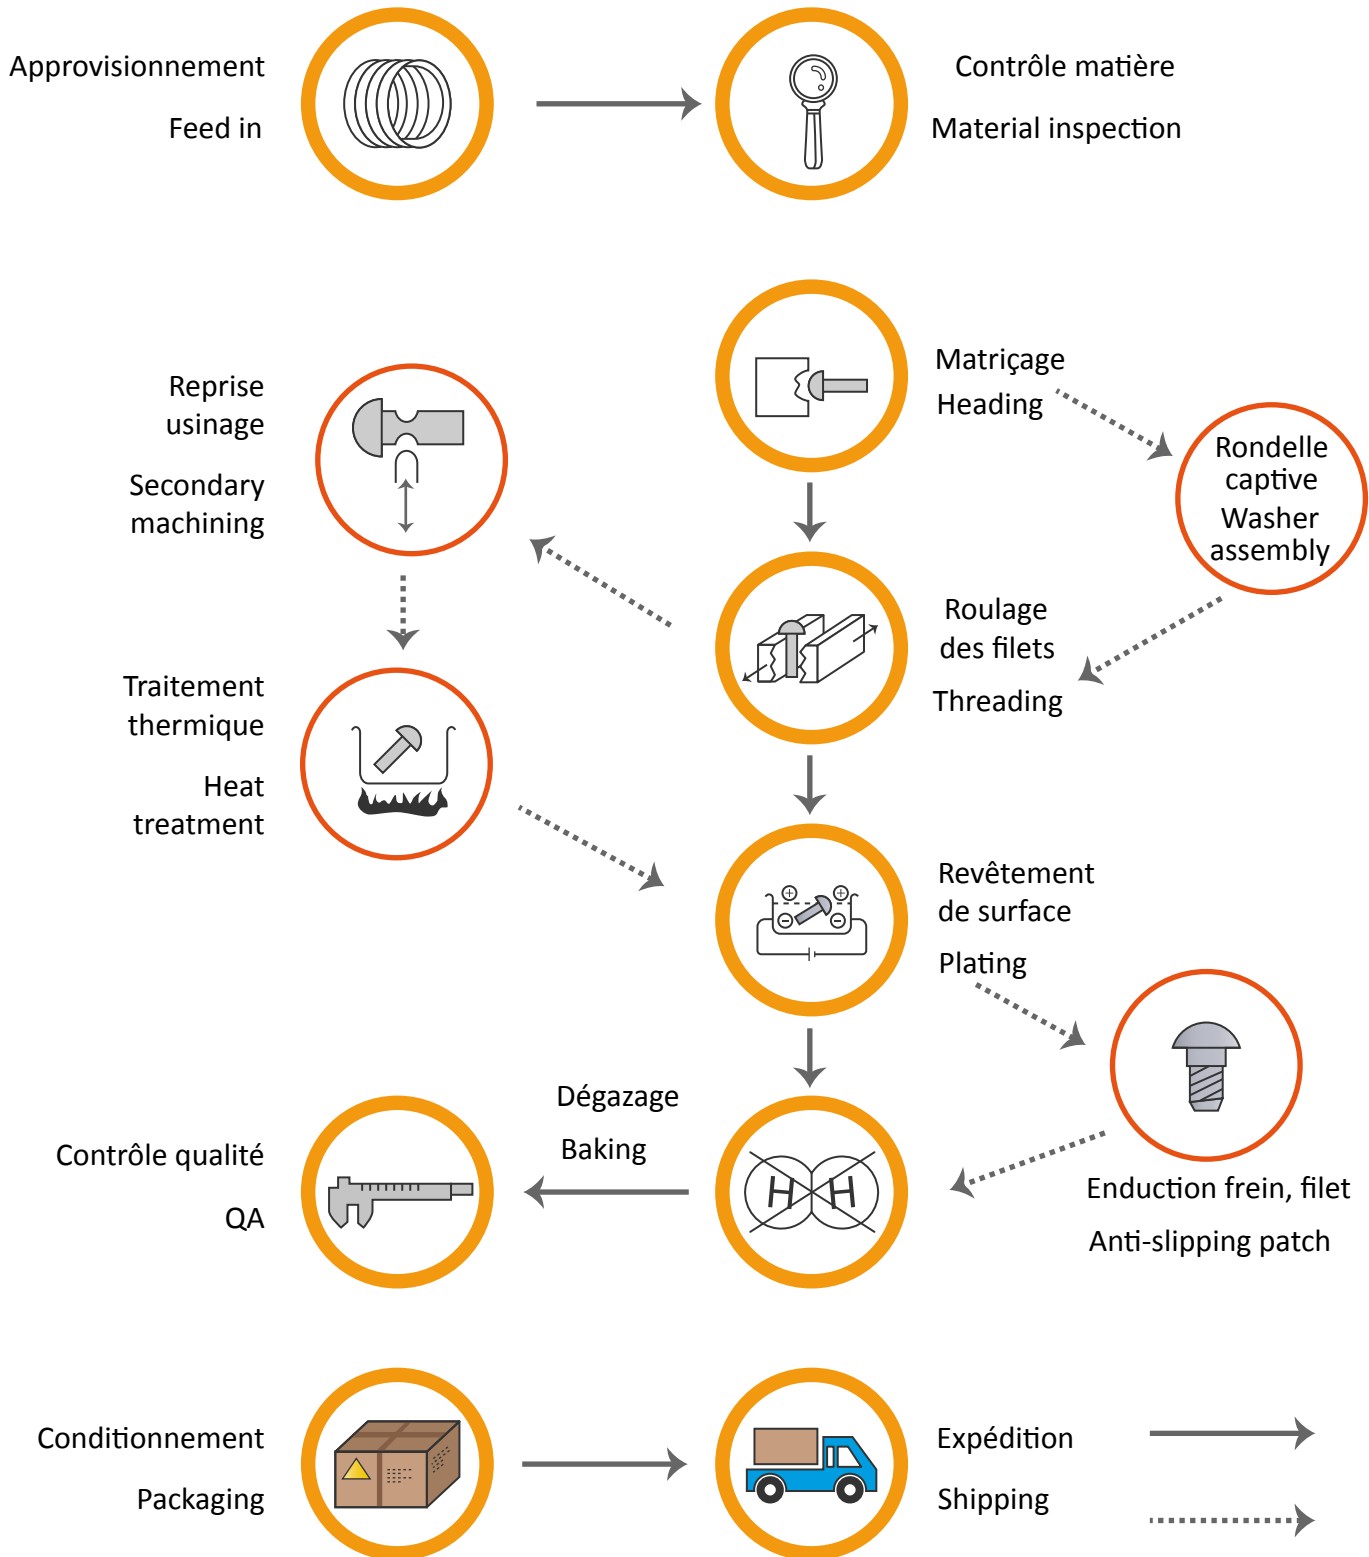 Approvisionnement
Feed in
Contrôle matière
Material inspection
Matriçage
Heading
Reprise
usinage
Secondary
machining
Rondelle
captive
Washer
assembly
Roulage
des filets
Threading
Traitement
thermique
Heat
treatment
Revêtement
de surface
Plating
Dégazage
Baking
H H
Contrôle qualité
QA
Enduction frein, filet
Anti-slipping patch
Conditionnement
Packaging
Expédition
Shipping